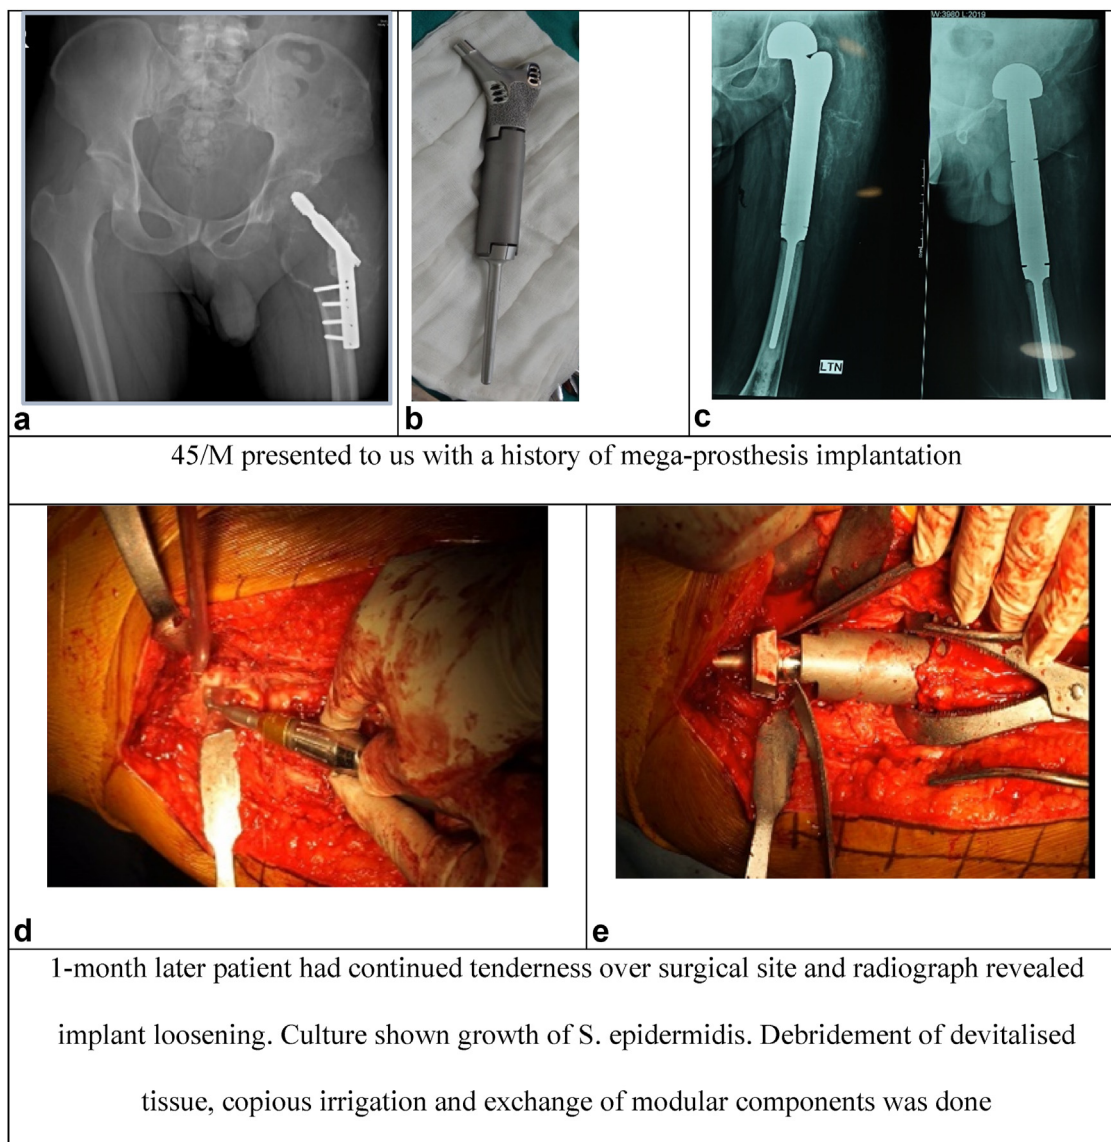 W:3980 L:2019
LTN
a
b
c
45/M presented to us with a history of mega-prosthesis implantation
d
e
1-month later patient had continued tenderness over surgical site and radiograph revealed
implant loosening. Culture shown growth of S. epidermidis. Debridement of devitalised
tissue, copious irrigation and exchange of modular components was done